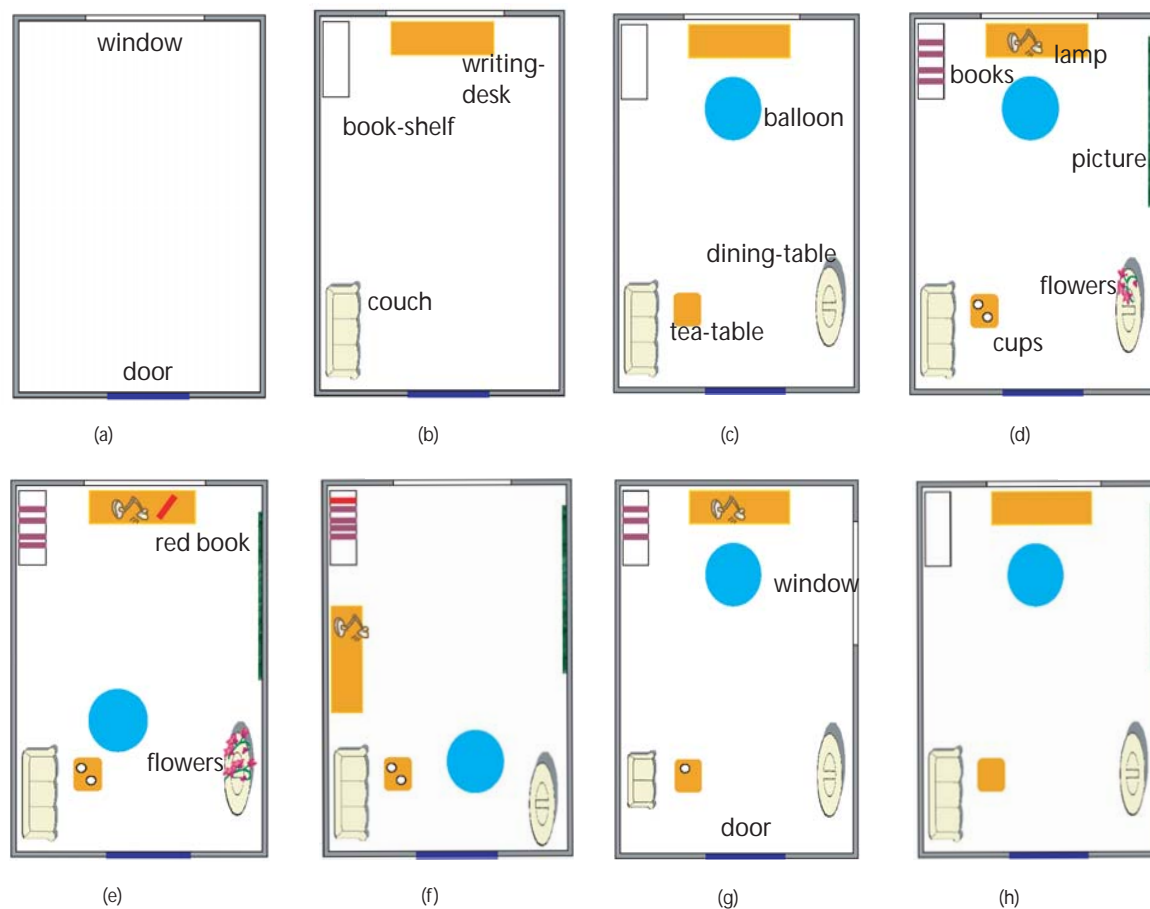 window
door
(a)
writing-
desk
book-shelf
couch
(b)
balloon
dining-table
tea-table
(c)
lamp
books
picture
flowers
cups
(d)
red book
flowers
(e)
(f)
window
door
(g)
(h)